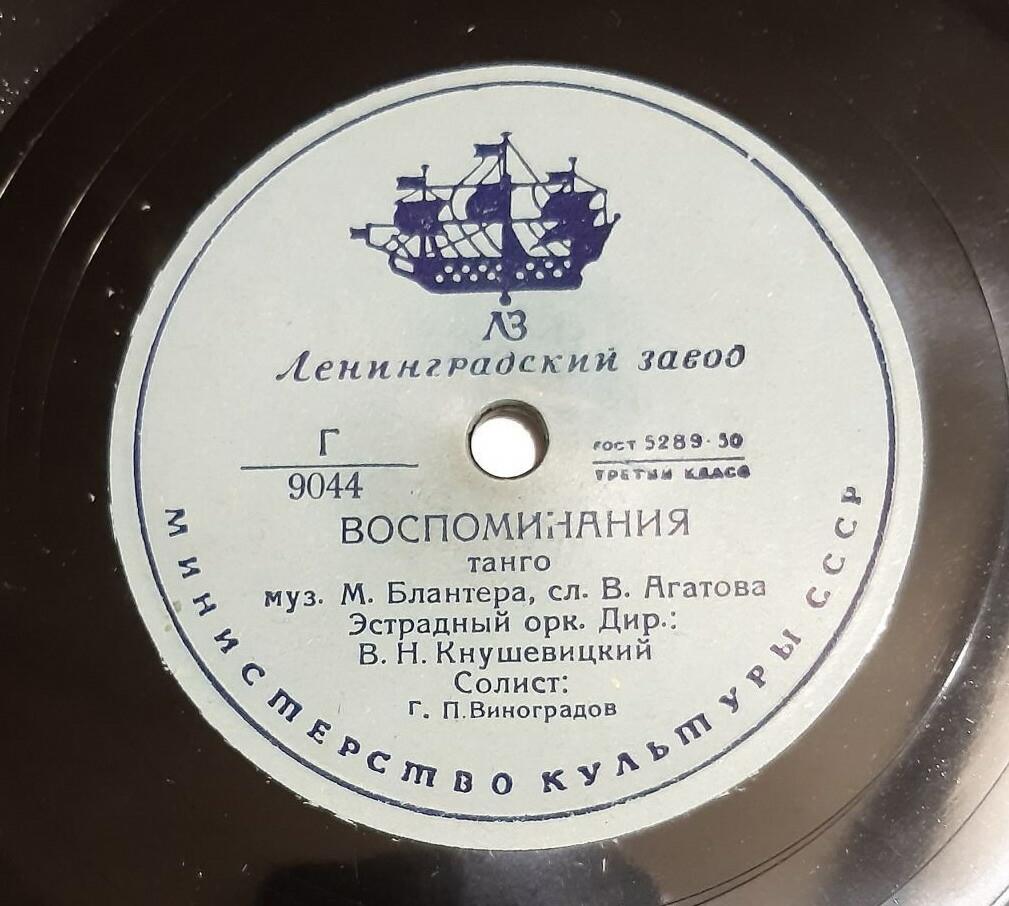 ЛЗ
Ленинградский завод
Г
9044
ГОСТ 5289-50
ТРЕТИЙ КЛАСС
ВОСПОМИНАНИЯ
танго
муз. М. Блантера, сл. В. Агатова
Эстрадный орк. Дир.:
В. Н. Кнушевицкий
Солист:
Г. П. Виноградов
МИНИСТЕРСТВО КУЛЬТУРЫ СССР